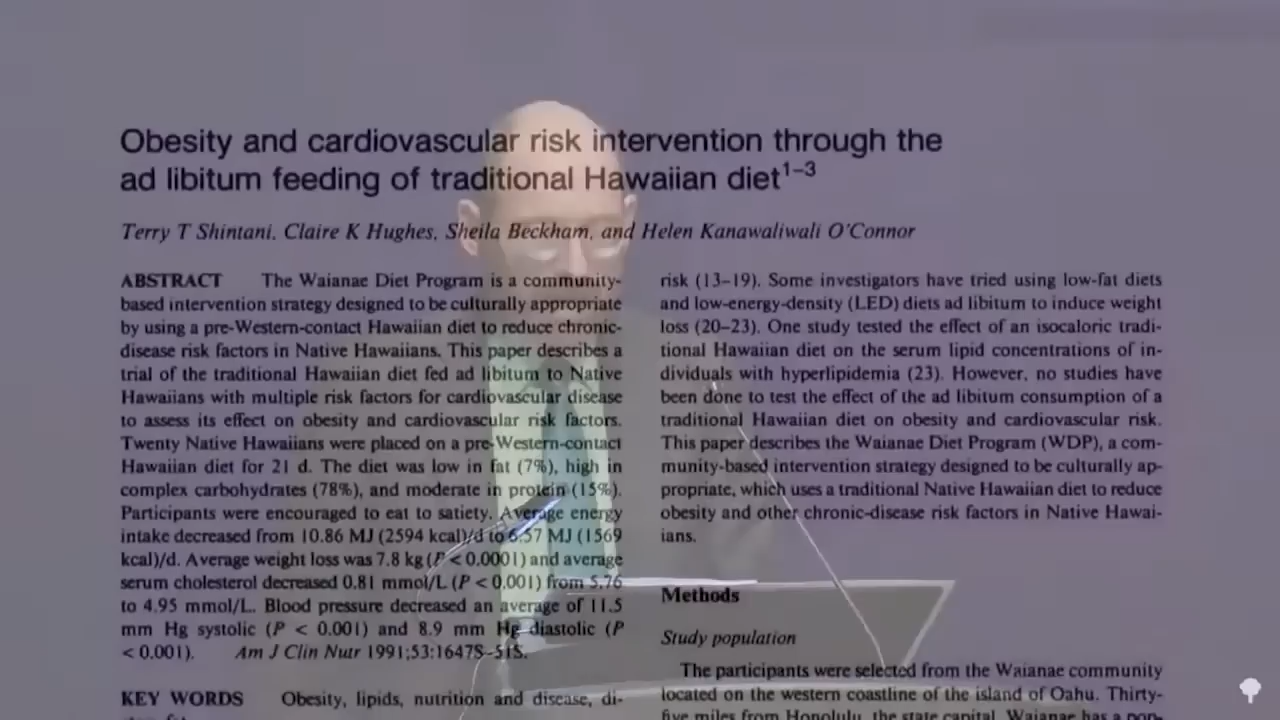 Obesity and cardiovascular risk intervention through the
ad libitum feeding of traditional Hawaiian diet1–3
Terry T Shintani, Claire K Hughes, Sheila Beckham, and Helen Kanawaliwali O'Connor
ABSTRACT The Waianae Diet Program is a community-
based intervention strategy designed to be culturally appropriate
by using a pre-Western-contact Hawaiian diet to reduce chronic-
disease risk factors in Native Hawaiians. This paper describes a
trial of the traditional Hawaiian diet fed ad libitum to Native
Hawaiians with multiple risk factors for cardiovascular disease
to assess its effect on obesity and cardiovascular risk factors.
Twenty Native Hawaiians were placed on a pre-Western-contact
Hawaiian diet for 21 d. The diet was low in fat (7%), high in
complex carbohydrates (78%), and moderate in protein (15%).
Participants were encouraged to eat to satiety. Average energy
intake decreased from 10.86 MJ (2594 kcal)/d to 6.57 MJ (1569
kcal)/d. Average weight loss was 7.8 kg (P < 0.0001) and average
serum cholesterol decreased 0.81 mmol/L (P < 0.001) from 5.76
to 4.95 mmol/L. Blood pressure decreased an average of 11.5
mm Hg systolic (P < 0.001) and 8.9 mm Hg diastolic (P
< 0.001). Am J Clin Nutr 1991;53:1647S–51S.
KEY WORDS Obesity, lipids, nutrition and disease, di-
risk (13–19). Some investigators have tried using low-fat diets
and low-energy-density (LED) diets ad libitum to induce weight
loss (20–23). One study tested the effect of an isocaloric tradi-
tional Hawaiian diet on the serum lipid concentrations of in-
dividuals with hyperlipidemia (23). However, no studies have
been done to test the effect of the ad libitum consumption of a
traditional Hawaiian diet on obesity and cardiovascular risk.
This paper describes the Waianae Diet Program (WDP), a com-
munity-based intervention strategy designed to be culturally ap-
propriate, which uses a traditional Native Hawaiian diet to reduce
obesity and other chronic-disease risk factors in Native Hawai-
ians.
Methods
Study population
The participants were selected from the Waianae community
located on the western coastline of the island of Oahu. Thirty-
five miles from Honolulu, the state capital, Waianae has a pop-